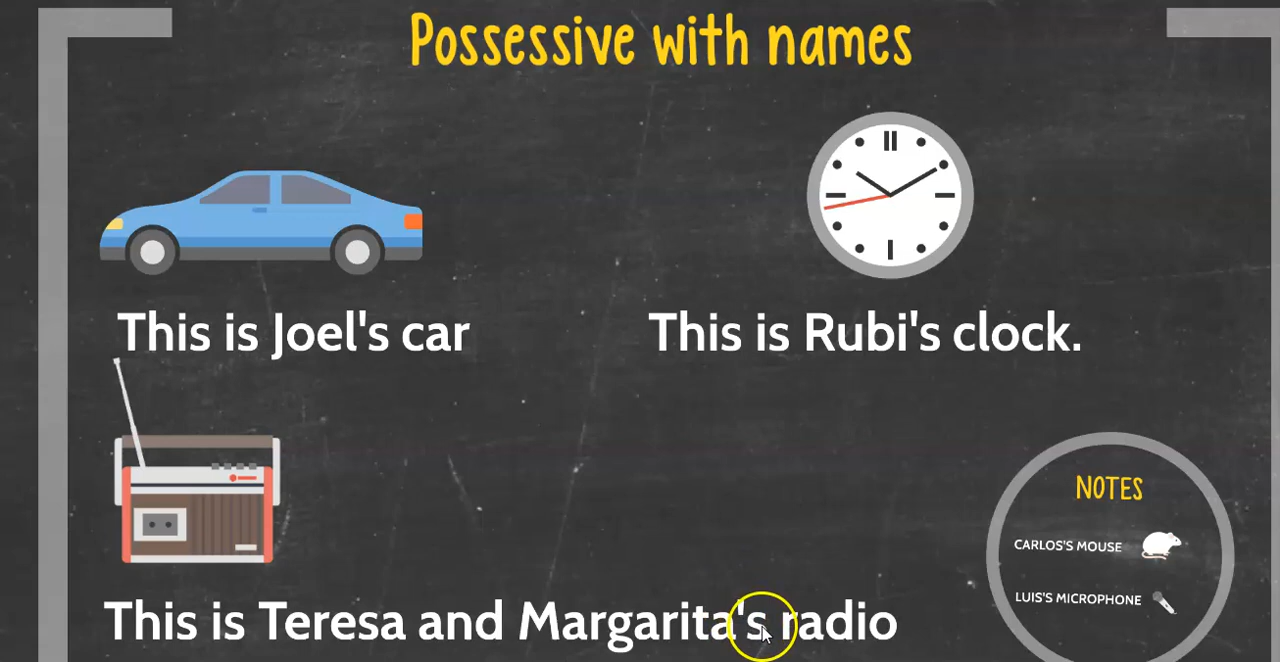 Possessive with names
This is Joel's car
This is Rubi's clock.
This is Teresa and Margarita's radio
NOTES
CARLOS'S MOUSE
LUIS'S MICROPHONE